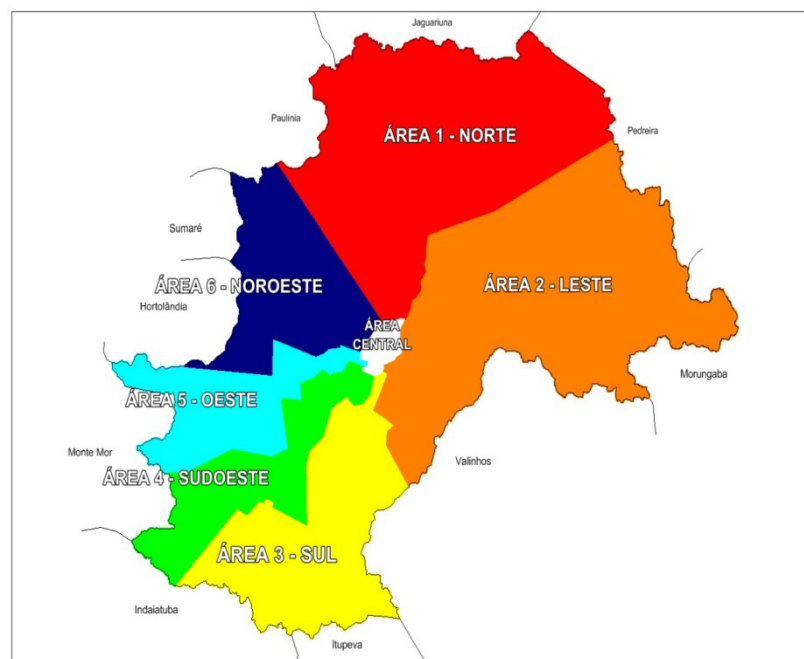 Jaguariuna
Paulínia
ÁREA 1 - NORTE
Pedreira
Sumaré
ÁREA 6 - NOROESTE
ÁREA 2 - LESTE
Hortolândia
ÁREA
CENTRAL
Morungaba
ÁREA 5 - OESTE
Monte Mor
Valinhos
ÁREA 4 - SUDOESTE
ÁREA 3 - SUL
Indaiatuba
Itupeva